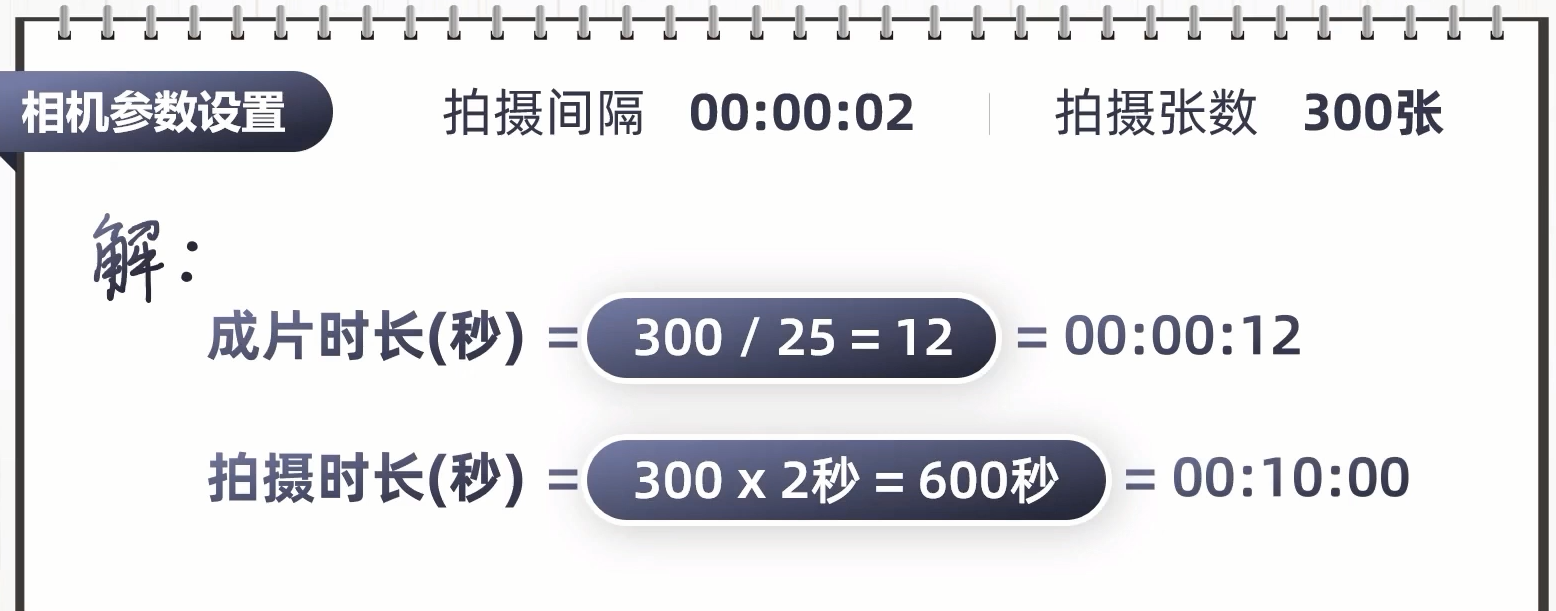 相机参数设置 拍摄间隔 00:00:02 拍摄张数 300张
解：
成片时长(秒) = 300 / 25 = 12 = 00:00:12
拍摄时长(秒) = 300 x 2秒 = 600秒 = 00:10:00